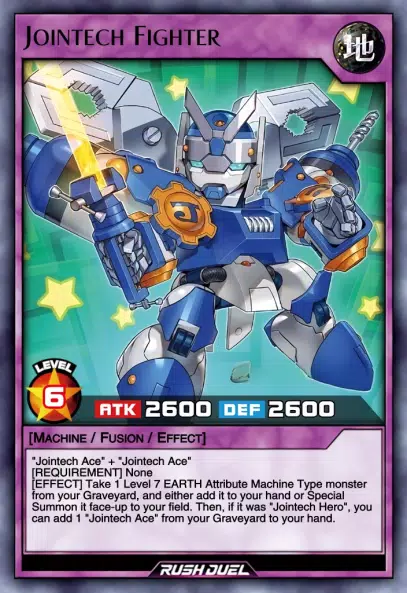 Jointech Fighter
地
LEVEL
6
ATK 2600 DEF 2600
[Machine / Fusion / Effect]
"Jointech Ace" + "Jointech Ace"
[REQUIREMENT] None
[EFFECT] Take 1 Level 7 EARTH Attribute Machine Type monster
from your Graveyard, and either add it to your hand or Special
Summon it face-up to your field. Then, if it was "Jointech Hero", you
can add 1 "Jointech Ace" from your Graveyard to your hand.
RUSH DUEL